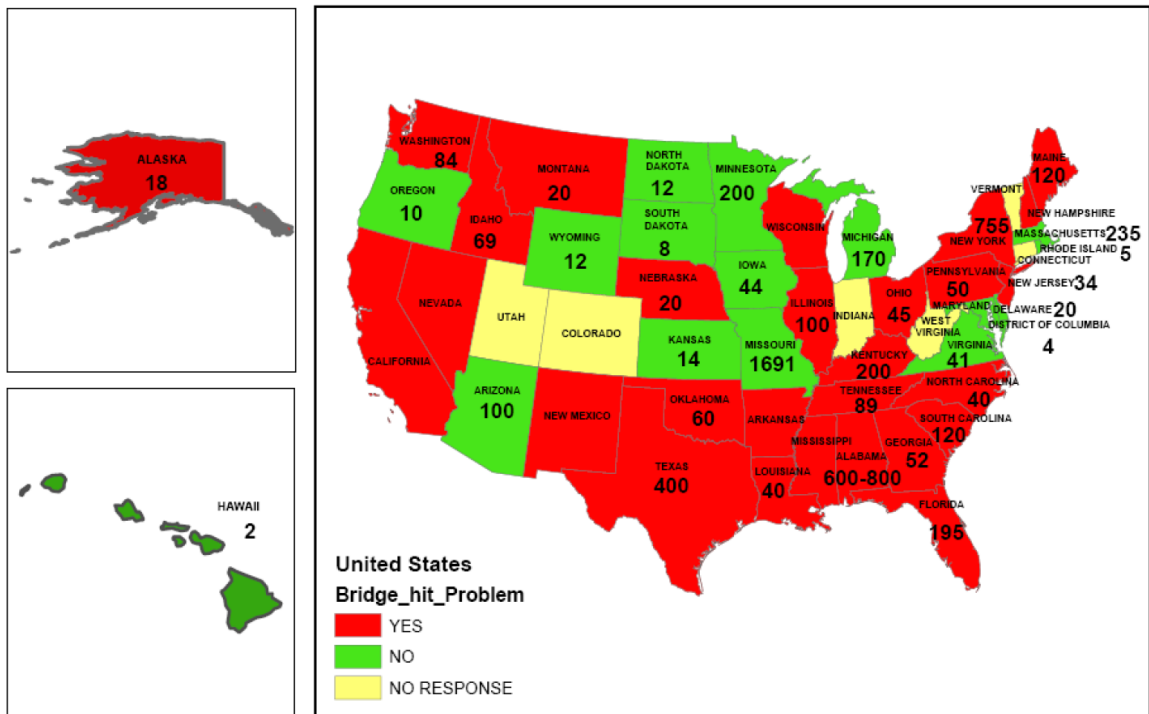 ALASKA
18
HAWAII
2
WASHINGTON
84
MONTANA
20
NORTH
DAKOTA
12
MINNESOTA
200
OREGON
10
IDAHO
69
WYOMING
12
SOUTH
DAKOTA
8
WISCONSIN
MICHIGAN
170
MAINE
120
VERMONT
NEW HAMPSHIRE
755
NEW YORK
MASSACHUSETTS 235
RHODE ISLAND
5
CONNECTICUT
NEVADA
UTAH
COLORADO
NEBRASKA
20
IOWA
44
ILLINOIS
100
INDIANA
OHIO
45
PENNSYLVANIA
50
NEW JERSEY 34
MARYLAND
DELAWARE 20
DISTRICT OF COLUMBIA
4
WEST
VIRGINIA
VIRGINIA
41
CALIFORNIA
KANSAS
14
MISSOURI
1691
KENTUCKY
200
ARIZONA
100
NEW MEXICO
OKLAHOMA
60
ARKANSAS
TENNESSEE
89
NORTH CAROLINA
40
SOUTH CAROLINA
120
TEXAS
400
LOUISIANA
40
MISSISSIPPI
ALABAMA
600-800
GEORGIA
52
FLORIDA
195
United States
Bridge_hit_Problem
YES
NO
NO RESPONSE